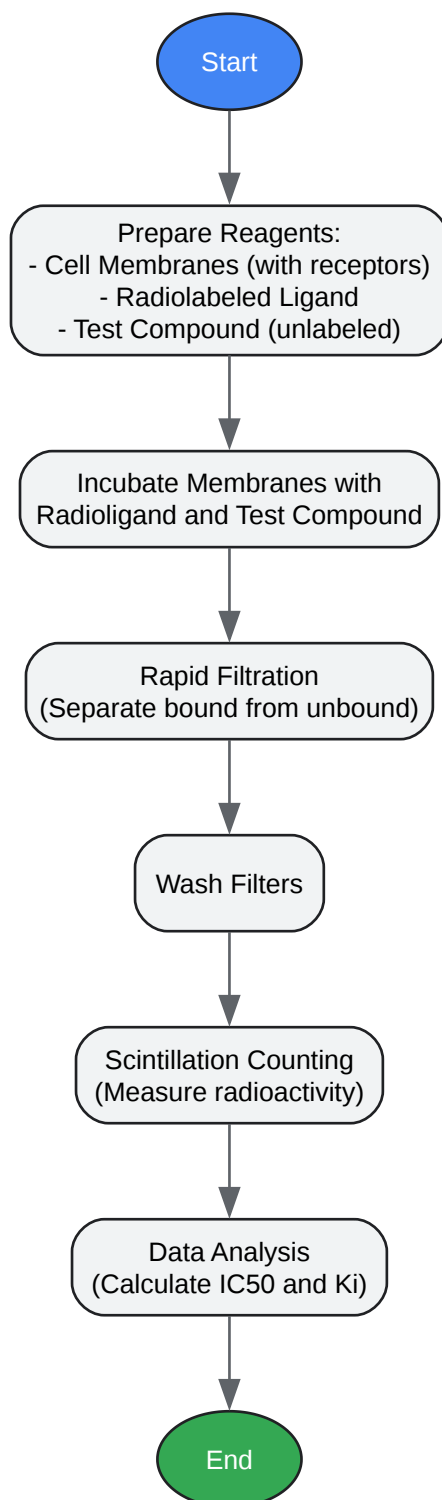 Start
Prepare Reagents:
- Cell Membranes (with receptors)
- Radiolabeled Ligand
- Test Compound (unlabeled)
Incubate Membranes with
Radioligand and Test Compound
Rapid Filtration
(Separate bound from unbound)
Wash Filters
Scintillation Counting
(Measure radioactivity)
Data Analysis
(Calculate IC50 and Ki)
End